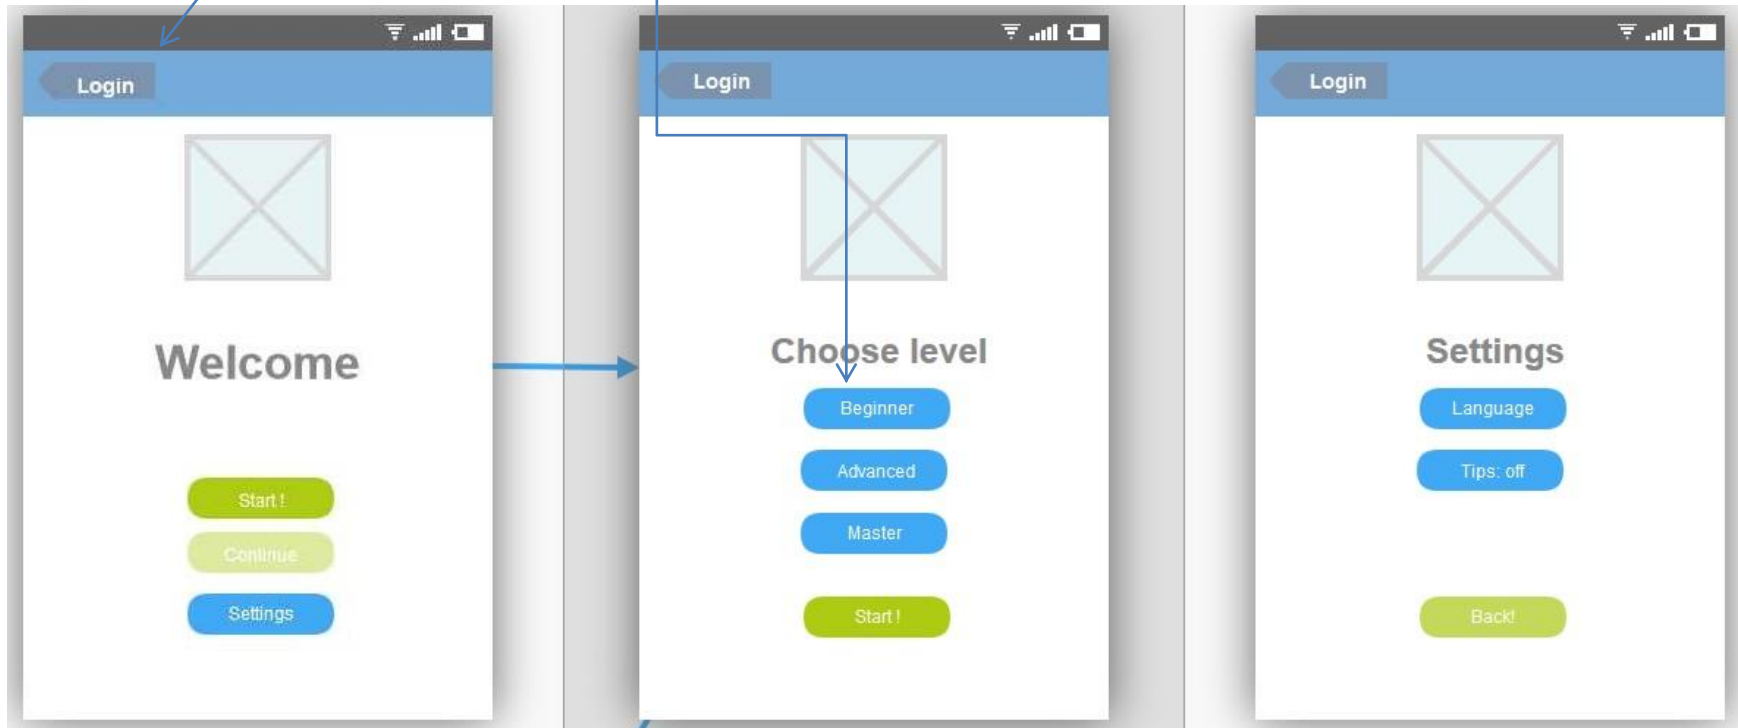 Login
Welcome
Start !
Continue
Settings
Login
Choose level
Beginner
Advanced
Master
Start !
Login
Settings
Language
Tips: off
Back!